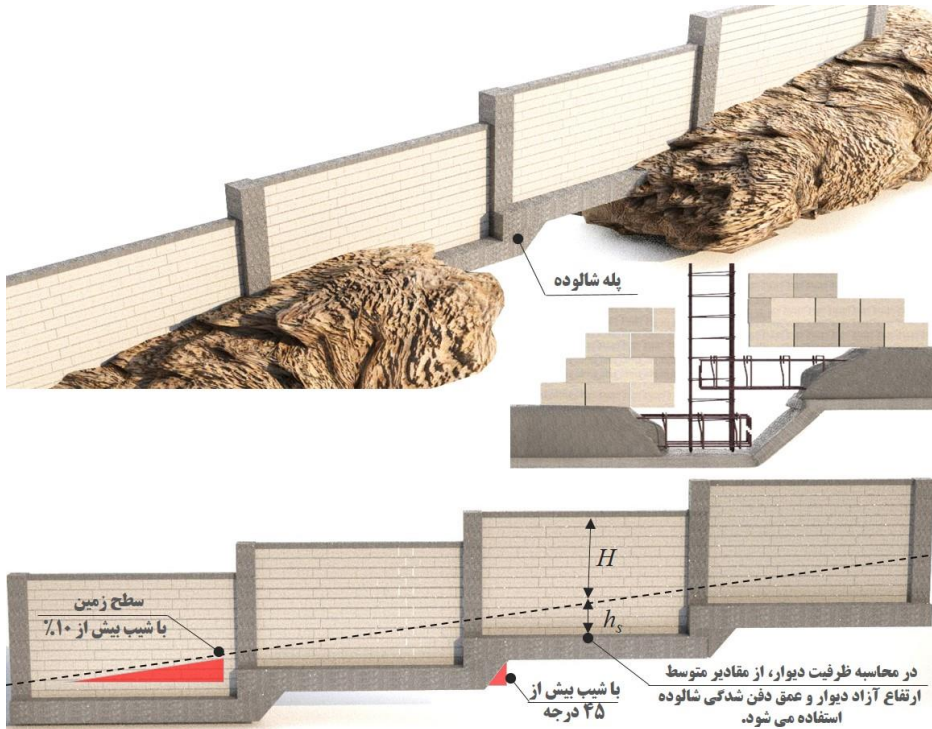 پله شالوده
سطح زمین
با شیب بیش از ۱۰٪
H
h_s
با شیب بیش از
۴۵ درجه
در محاسبه ظرفیت دیوار، از مقادیر متوسط
ارتفاع آزاد دیوار و عمق دفن شدگی شالوده
استفاده می شود.